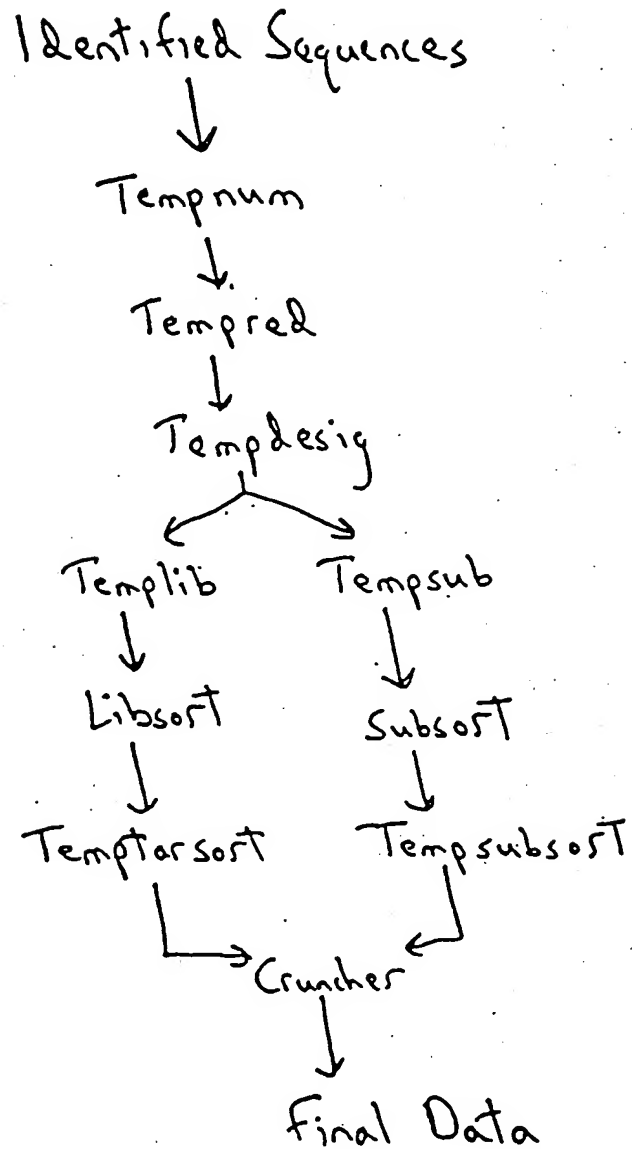 Identified Sequences
Tempnum
Tempred
Tempdesig
Templib Tempsub
Libsort Subsort
Temptarsort Tempsubsort
Cruncher
Final Data